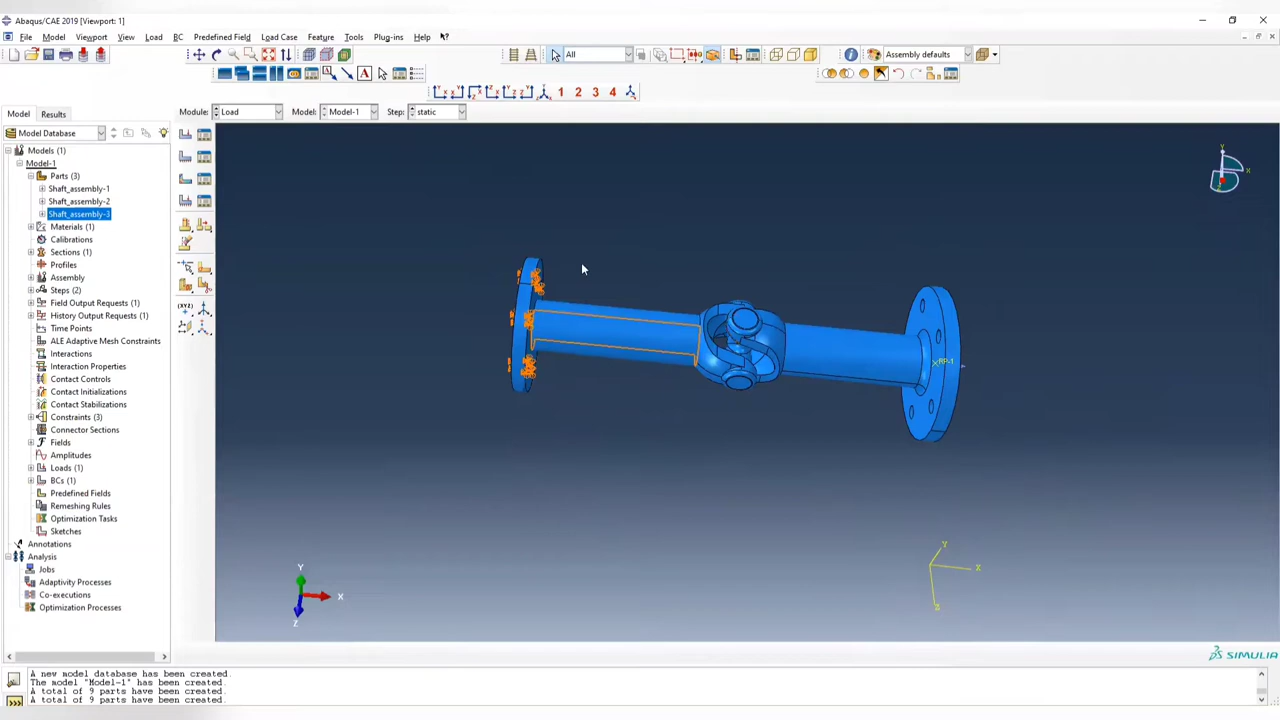 Abaqus/CAE 2019 [Viewport: 1]
File Model Viewport View Load BC Predefined Field Load Case Feature Tools Plug-ins Help
All
Assembly defaults
1 2 3 4
Model Results
Module: Load Model: Model-1 Step: static
Model Database
Models (1)
Model-1
Parts (3)
Shaft_assembly-1
Shaft_assembly-2
Shaft_assembly-3
Materials (1)
Calibrations
Sections (1)
Profiles
Assembly
Steps (2)
Field Output Requests (1)
History Output Requests (1)
Time Points
ALE Adaptive Mesh Constraints
Interactions
Interaction Properties
Contact Controls
Contact Initializations
Contact Stabilizations
Constraints (3)
Connector Sections
Fields
Amplitudes
Loads (1)
BCs (1)
Predefined Fields
Remeshing Rules
Optimization Tasks
Sketches
Annotations
Analysis
Jobs
Adaptivity Processes
Co-executions
Optimization Processes
Y
X
RP-1
Y
X
Z
Y
X
Z
SIMULIA
A new model database has been created.
The model "Model-1" has been created.
A total of 9 parts have been created.
A total of 9 parts have been created.